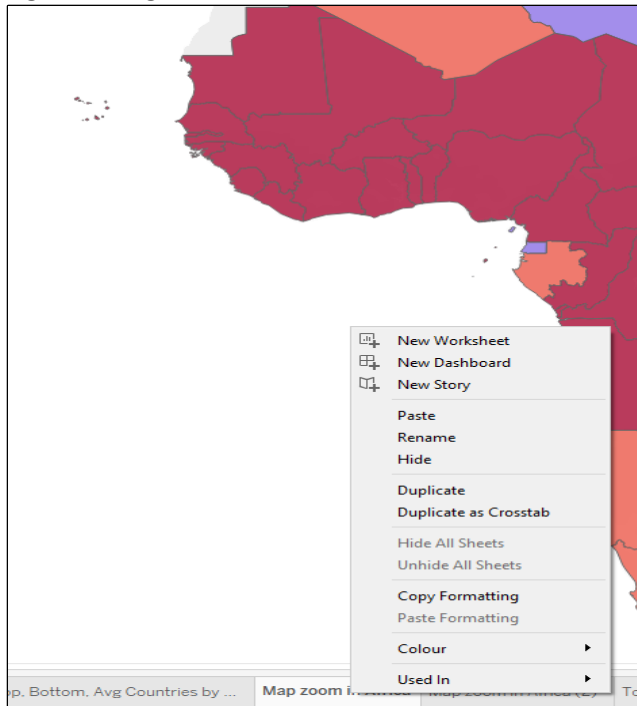 New Worksheet
New Dashboard
New Story
Paste
Rename
Hide
Duplicate
Duplicate as Crosstab
Hide All Sheets
Unhide All Sheets
Copy Formatting
Paste Formatting
Colour
Used In
op, Bottom, Avg Countries by ... Map zoom in Africa Map zoom in Africa (2) To